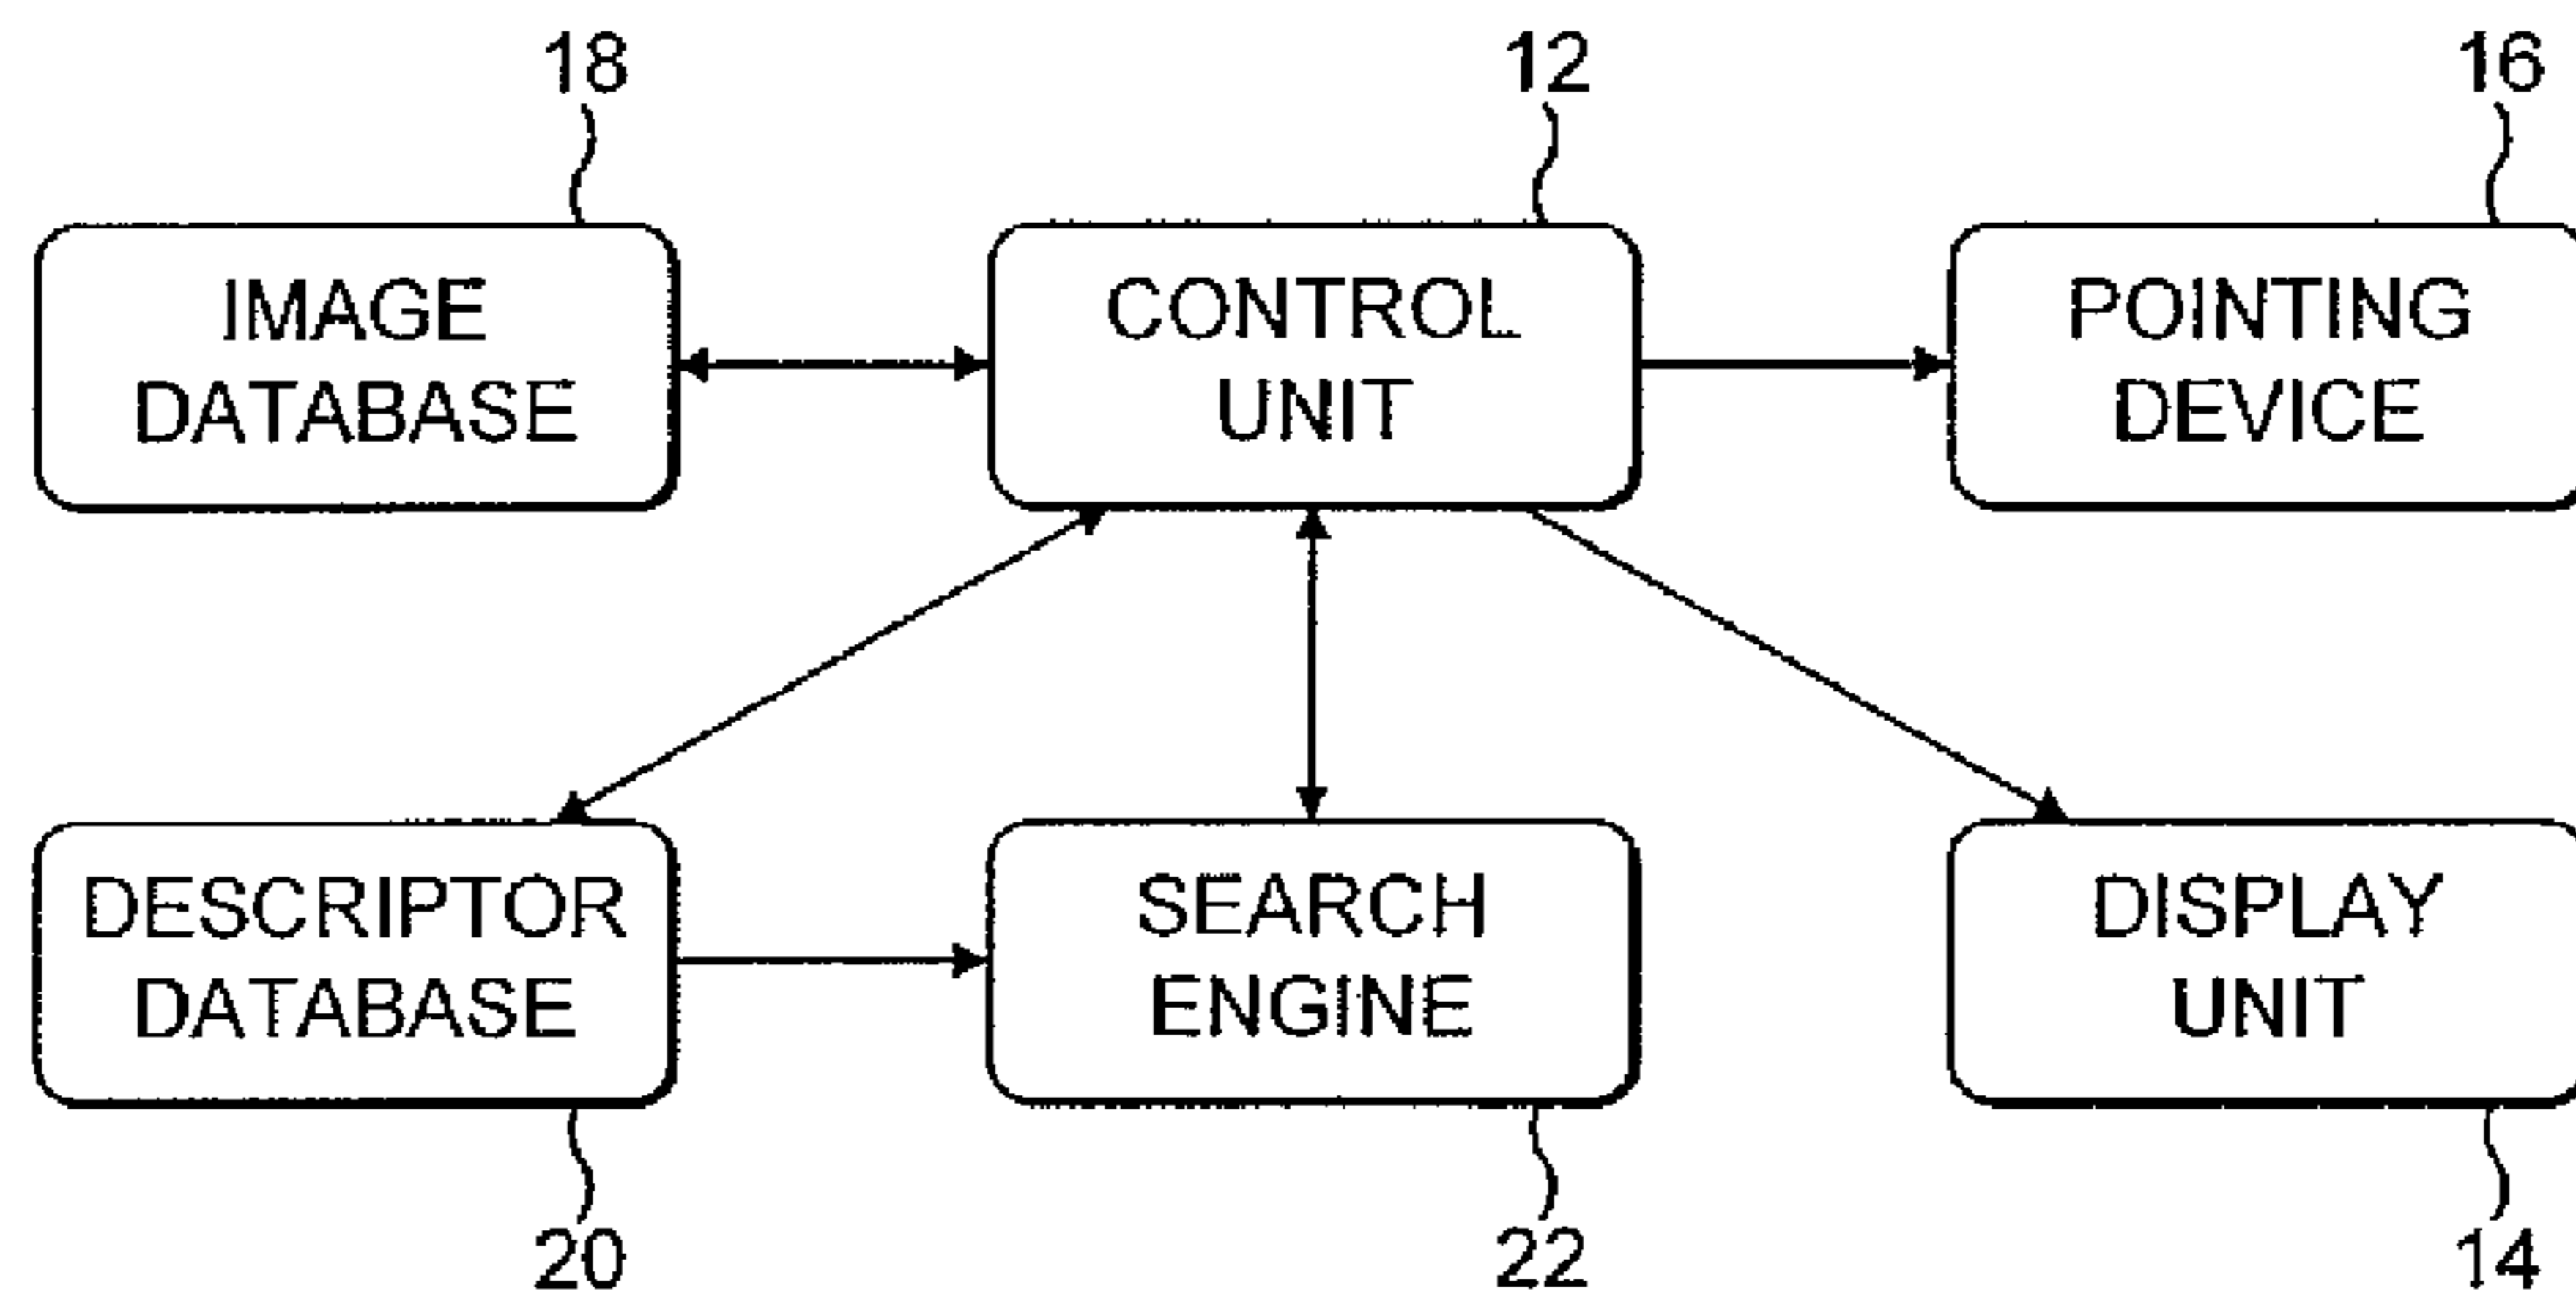 18
12
16
IMAGE
DATABASE
CONTROL
UNIT
POINTING
DEVICE
DESCRIPTOR
DATABASE
SEARCH
ENGINE
DISPLAY
UNIT
20
22
14